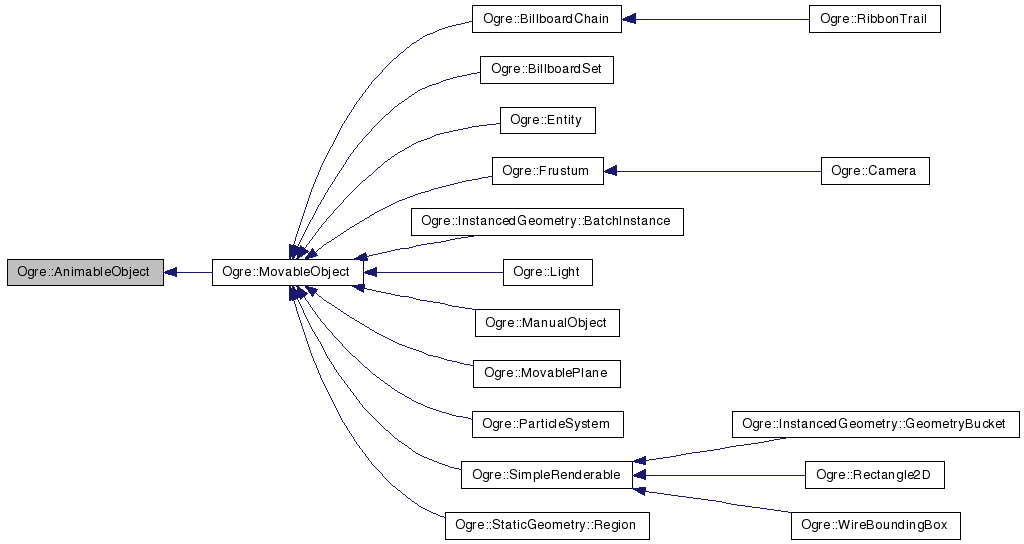 Ogre::BillboardChain
Ogre::RibbonTrail
Ogre::BillboardSet
Ogre::Entity
Ogre::Frustum
Ogre::Camera
Ogre::InstancedGeometry::BatchInstance
Ogre::AnimableObject
Ogre::MovableObject
Ogre::Light
Ogre::ManualObject
Ogre::MovablePlane
Ogre::ParticleSystem
Ogre::InstancedGeometry::GeometryBucket
Ogre::SimpleRenderable
Ogre::Rectangle2D
Ogre::StaticGeometry::Region
Ogre::WireBoundingBox